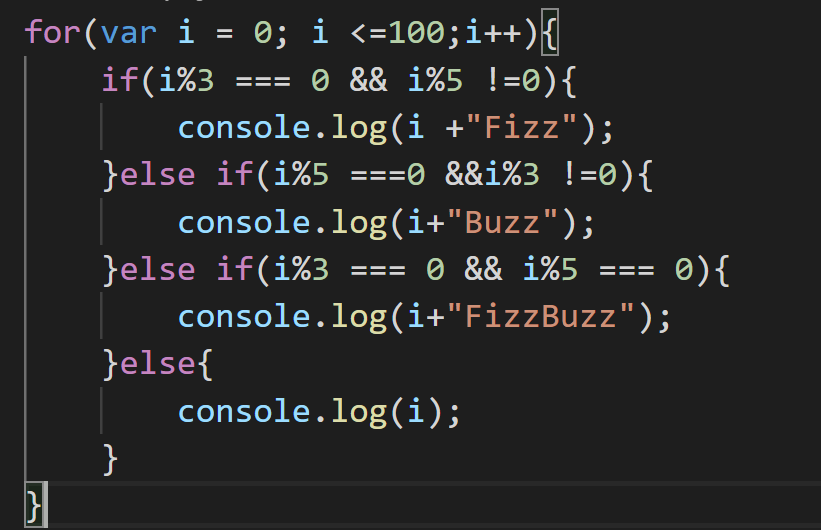 for(var i = 0; i <=100;i++){
    if(i%3 === 0 && i%5 !=0){
        console.log(i +"Fizz");
    }else if(i%5 ===0 &&i%3 !=0){
        console.log(i+"Buzz");
    }else if(i%3 === 0 && i%5 === 0){
        console.log(i+"FizzBuzz");
    }else{
        console.log(i);
    }
}